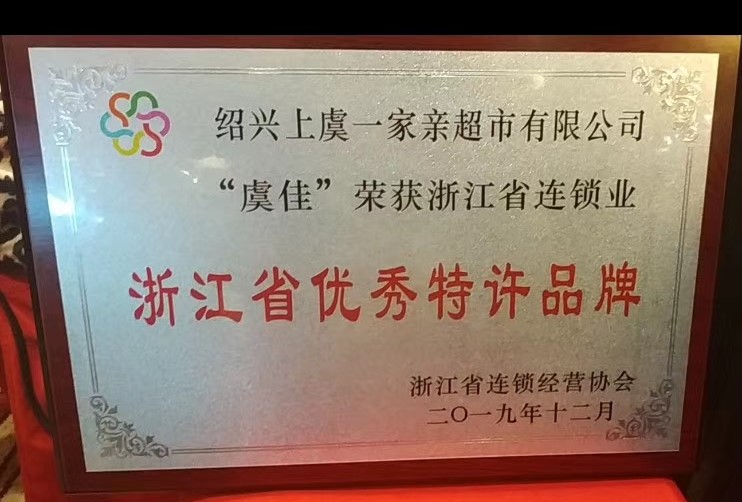 绍兴上虞一家亲超市有限公司
“虞佳”荣获浙江省连锁业
浙江省优秀特许品牌
浙江省连锁经营协会
二〇一九年十二月